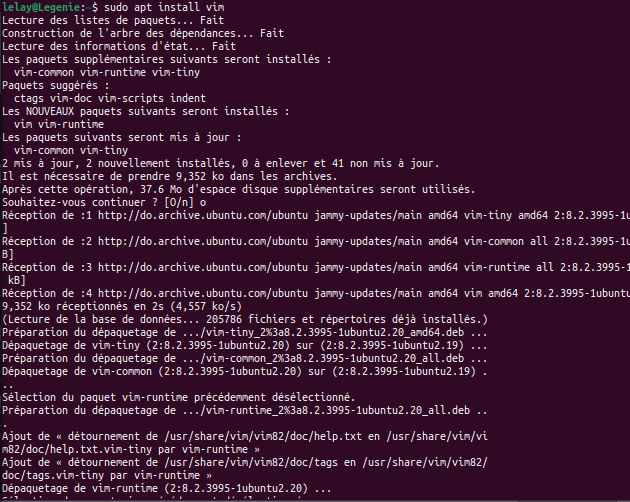 lelay@Legenie:~$ sudo apt install vim
Lecture des listes de paquets... Fait
Construction de l'arbre des dépendances... Fait
Lecture des informations d'état... Fait
Les paquets supplémentaires suivants seront installés :
  vim-common vim-runtime vim-tiny
Paquets suggérés :
  ctags vim-doc vim-scripts indent
Les NOUVEAUX paquets suivants seront installés :
  vim vim-runtime
Les paquets suivants seront mis à jour :
  vim-common vim-tiny
2 mis à jour, 2 nouvellement installés, 0 à enlever et 41 non mis à jour.
Il est nécessaire de prendre 9,352 ko dans les archives.
Après cette opération, 37.6 Mo d'espace disque supplémentaires seront utilisés.
Souhaitez-vous continuer ? [O/n] o
Réception de :1 http://do.archive.ubuntu.com/ubuntu jammy-updates/main amd64 vim-tiny amd64 2:8.2.3995-1u
]
Réception de :2 http://do.archive.ubuntu.com/ubuntu jammy-updates/main amd64 vim-common all 2:8.2.3995-1u
B]
Réception de :3 http://do.archive.ubuntu.com/ubuntu jammy-updates/main amd64 vim-runtime all 2:8.2.3995-1
 kB]
Réception de :4 http://do.archive.ubuntu.com/ubuntu jammy-updates/main amd64 vim amd64 2:8.2.3995-1ubunt
9,352 ko réceptionnés en 2s (4,557 ko/s)
(Lecture de la base de données... 205786 fichiers et répertoires déjà installés.)
Préparation du dépaquetage de .../vim-tiny_2%3a8.2.3995-1ubuntu2.20_amd64.deb ...
Dépaquetage de vim-tiny (2:8.2.3995-1ubuntu2.20) sur (2:8.2.3995-1ubuntu2.19) ...
Préparation du dépaquetage de .../vim-common_2%3a8.2.3995-1ubuntu2.20_all.deb ...
Dépaquetage de vim-common (2:8.2.3995-1ubuntu2.20) sur (2:8.2.3995-1ubuntu2.19) .
..
Sélection du paquet vim-runtime précédemment désélectionné.
Préparation du dépaquetage de .../vim-runtime_2%3a8.2.3995-1ubuntu2.20_all.deb ..
.
Ajout de « détournement de /usr/share/vim/vim82/doc/help.txt en /usr/share/vim/vi
m82/doc/help.txt.vim-tiny par vim-runtime »
Ajout de « détournement de /usr/share/vim/vim82/doc/tags en /usr/share/vim/vim82/
doc/tags.vim-tiny par vim-runtime »
Dépaquetage de vim-runtime (2:8.2.3995-1ubuntu2.20) ...